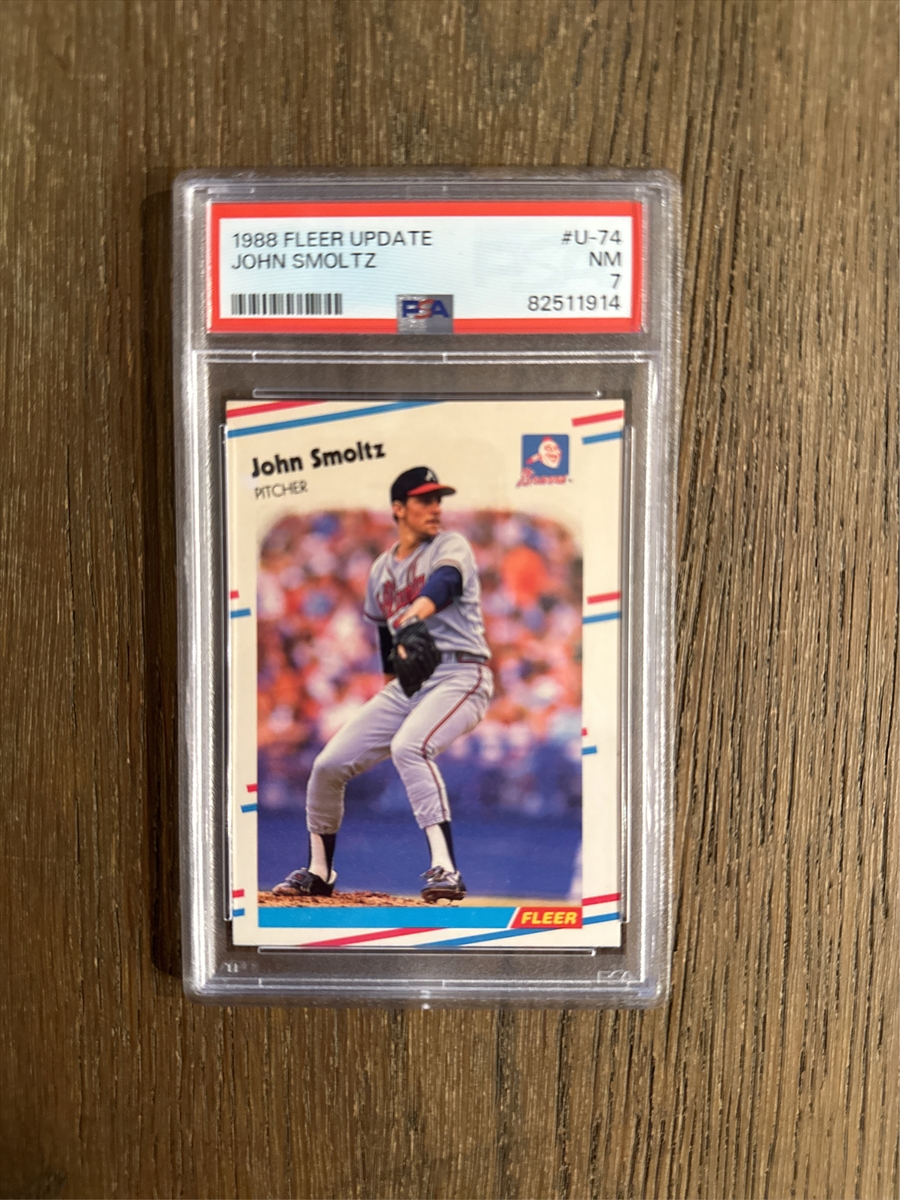 1988 FLEER UPDATE #U-74
JOHN SMOLTZ NM
7
PSA 82511914
John Smoltz
PITCHER
Braves
A
FLEER